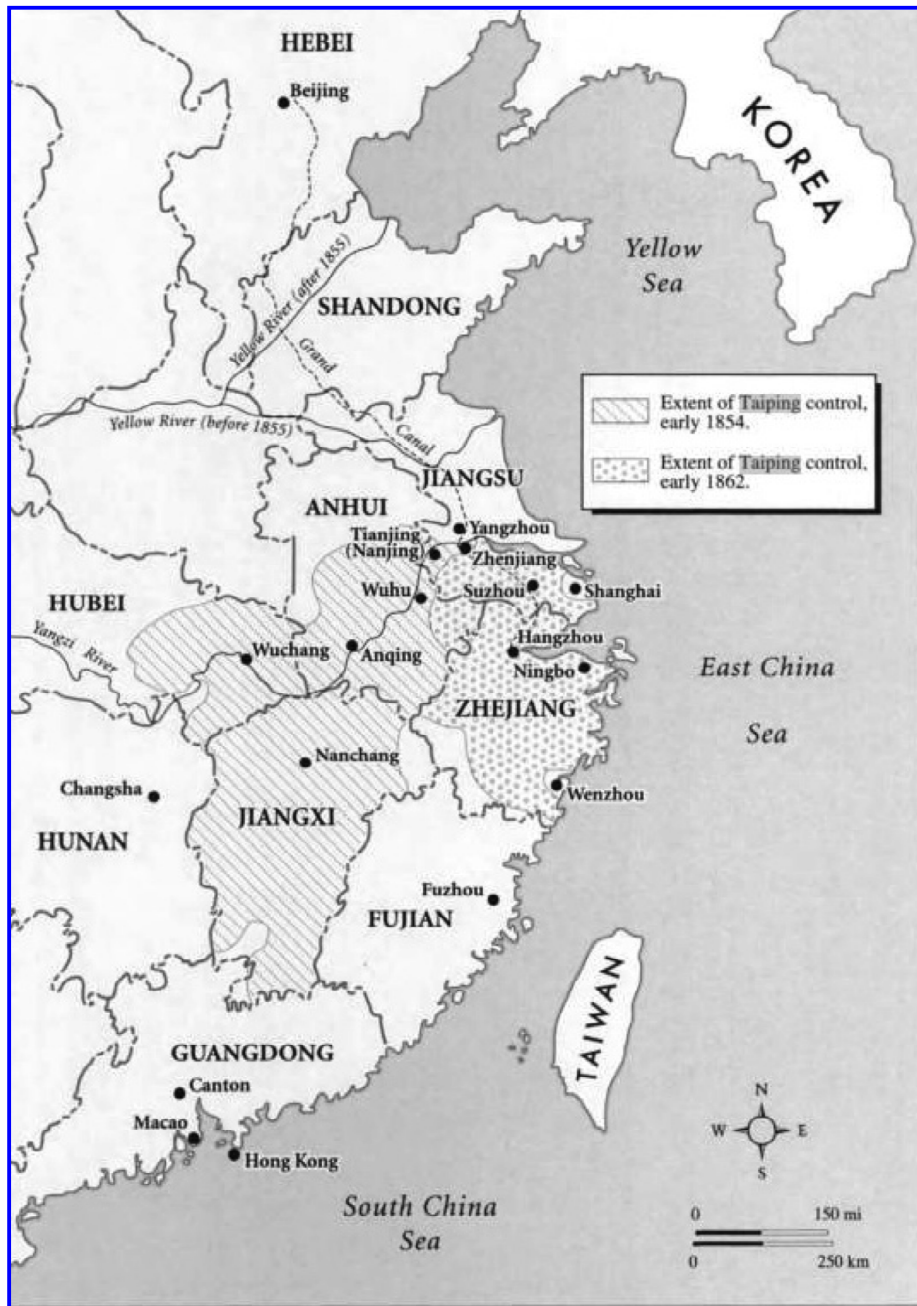 HEBEI
Beijing
KOREA
Yellow
Sea
Yellow River (after 1855)
SHANDONG
Grand
Canal
Yellow River (before 1855)
Extent of Taiping control,
early 1854.
Extent of Taiping control,
early 1862.
JIANGSU
ANHUI
Yangzhou
Tianjing
(Nanjing)
Zhenjiang
Wuhu
Suzhou
Shanghai
HUBEI
Yangzi River
Wuchang
Anqing
Hangzhou
Ningbo
East China
Sea
ZHEJIANG
Nanchang
Changsha
Wenzhou
JIANGXI
HUNAN
Fuzhou
FUJIAN
TAIWAN
GUANGDONG
Canton
Macao
Hong Kong
N
W E
S
South China
Sea
0 150 mi
0 250 km